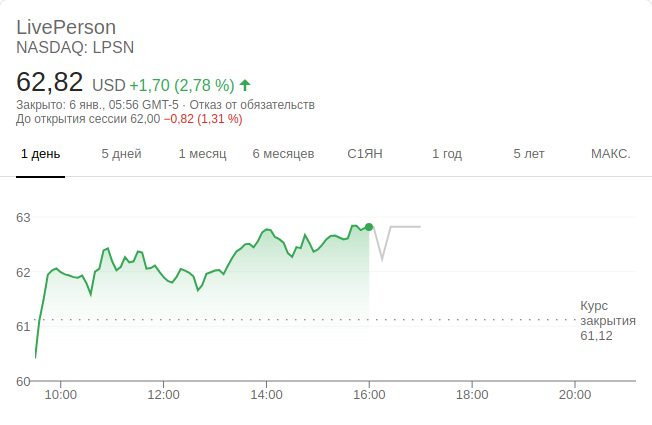 LivePerson
NASDAQ: LPSN
62,82 USD +1,70 (2,78 %)
Закрыто: 6 янв., 05:56 GMT-5 · Отказ от обязательств
До открытия сессии 62,00 −0,82 (1,31 %)
1 день 5 дней 1 месяц 6 месяцев С1ЯН 1 год 5 лет МАКС.
63
62
Курс
закрытия
61
61,12
60
10:00 12:00 14:00 16:00 18:00 20:00